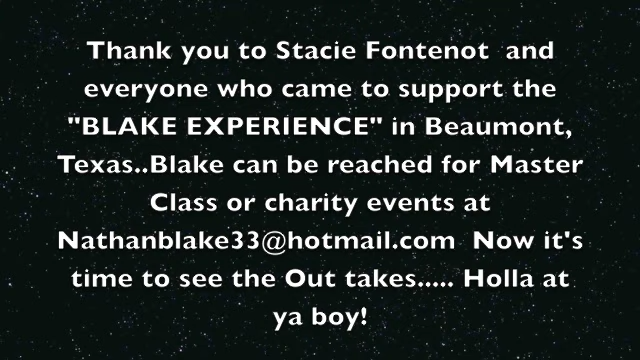 Thank you to Stacie Fontenot  and
everyone who came to support the
"BLAKE EXPERIENCE" in Beaumont,
Texas..Blake can be reached for Master
Class or charity events at
Nathanblake33@hotmail.com  Now it's
time to see the Out takes..... Holla at
ya boy!